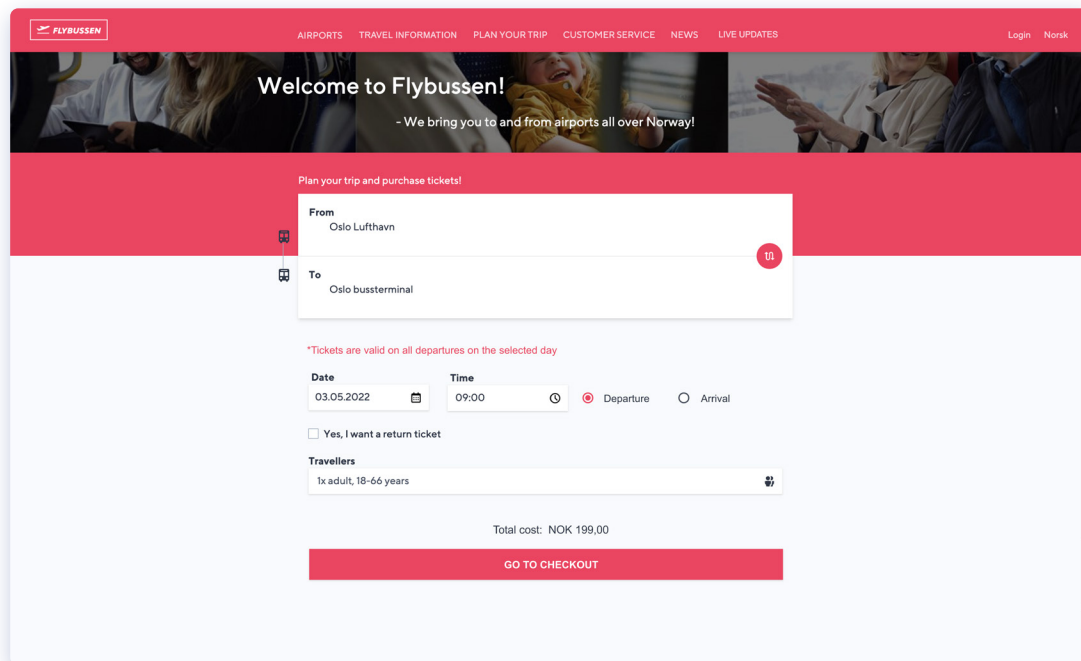 FLYBUSSEN
AIRPORTS TRAVEL INFORMATION PLAN YOUR TRIP CUSTOMER SERVICE NEWS LIVE UPDATES Login Norsk
Welcome to Flybussen!
- We bring you to and from airports all over Norway!
Plan your trip and purchase tickets!
From
Oslo Lufthavn
To
Oslo bussterminal
*Tickets are valid on all departures on the selected day
Date Time
03.05.2022 09:00 Departure Arrival
Yes, I want a return ticket
Travellers
1x adult, 18-66 years
Total cost: NOK 199,00
GO TO CHECKOUT